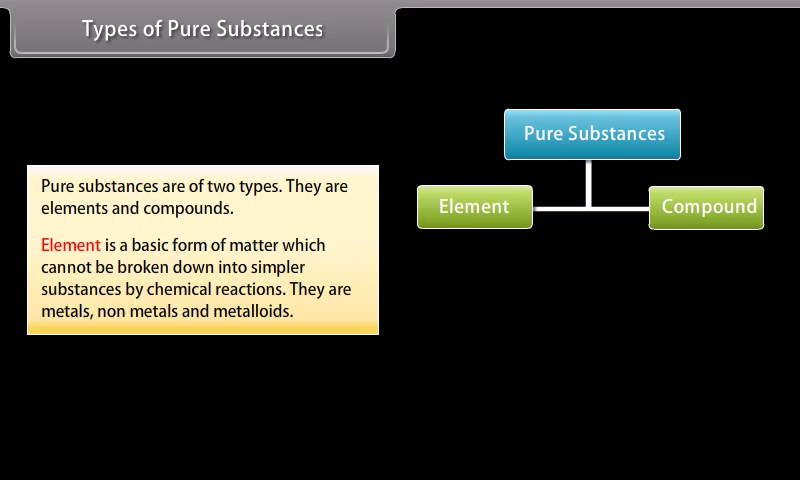 Types of Pure Substances
Pure substances are of two types. They are
elements and compounds.
Element is a basic form of matter which
cannot be broken down into simpler
substances by chemical reactions. They are
metals, non metals and metalloids.
Pure Substances
Element
Compound